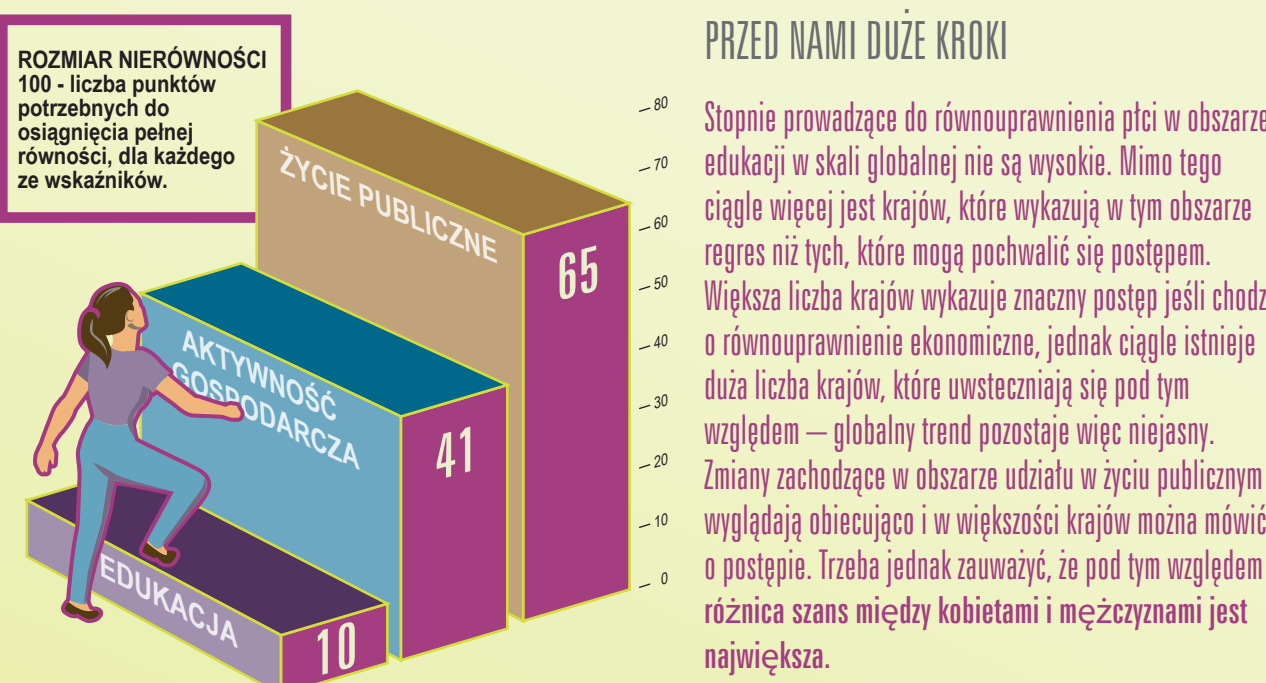 ROZMIAR NIERÓWNOŚCI
100 - liczba punktów
potrzebnych do
osiągnięcia pełnej
równości, dla każdego
ze wskaźników.
ŻYCIE PUBLICZNE
65
AKTYWNOŚĆ
GOSPODARCZA
41
EDUKACJA
10
80
70
60
50
40
30
20
10
0
PRZED NAMI DUŻE KROKI
Stopnie prowadzące do równouprawnienia płci w obszarze
edukacji w skali globalnej nie są wysokie. Mimo tego
ciągle więcej jest krajów, które wykazują w tym obszarze
regres niż tych, które mogą pochwalić się postępem.
Większa liczba krajów wykazuje znaczny postęp jeśli chodz
o równouprawnienie ekonomiczne, jednak ciągle istnieje
duża liczba krajów, które uwsteczniają się pod tym
względem – globalny trend pozostaje więc niejasny.
Zmiany zachodzące w obszarze udziału w życiu publicznym
wyglądają obiecująco i w większości krajów można mówić
o postępie. Trzeba jednak zauważyć, że pod tym względem
różnica szans między kobietami i mężczyznami jest
największa.